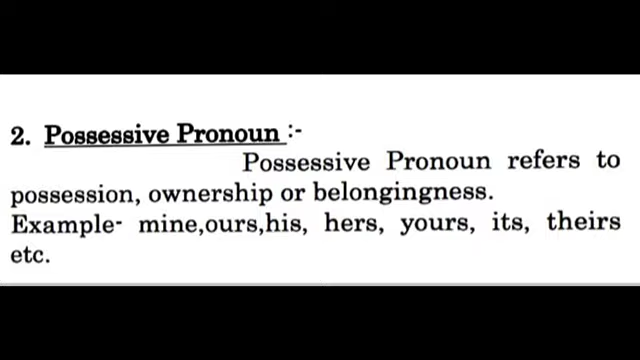 2. Possessive Pronoun :-
Possessive Pronoun refers to
possession, ownership or belongingness.
Example- mine,ours,his, hers, yours, its, theirs
etc.